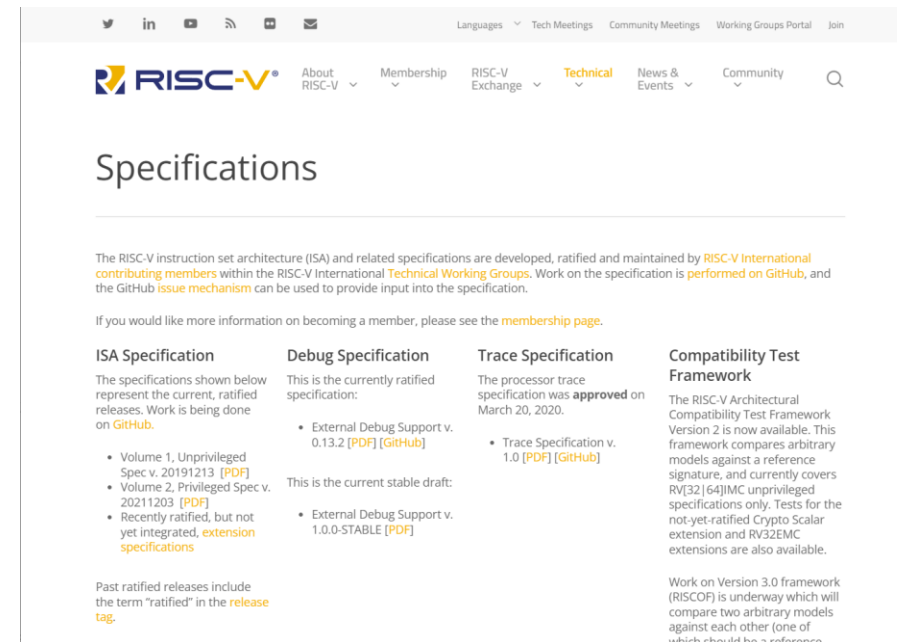 Languages Tech Meetings Community Meetings Working Groups Portal Join
RISC-V®
About RISC-V
Membership
RISC-V Exchange
Technical
News & Events
Community
Specifications
The RISC-V instruction set architecture (ISA) and related specifications are developed, ratified and maintained by RISC-V International
contributing members within the RISC-V International Technical Working Groups. Work on the specification is performed on GitHub, and
the GitHub issue mechanism can be used to provide input into the specification.
If you would like more information on becoming a member, please see the membership page.
ISA Specification
The specifications shown below
represent the current, ratified
releases. Work is being done
on GitHub.
• Volume 1, Unprivileged
Spec v. 20191213 [PDF]
• Volume 2, Privileged Spec v.
20211203 [PDF]
• Recently ratified, but not
yet integrated, extension
specifications
Past ratified releases include
the term “ratified” in the release
tag.
Debug Specification
This is the currently ratified
specification:
• External Debug Support v.
0.13.2 [PDF] [GitHub]
This is the current stable draft:
• External Debug Support v.
1.0.0-STABLE [PDF]
Trace Specification
The processor trace
specification was approved on
March 20, 2020.
• Trace Specification v.
1.0 [PDF] [GitHub]
Compatibility Test
Framework
The RISC-V Architectural
Compatibility Test Framework
Version 2 is now available. This
framework compares arbitrary
models against a reference
signature, and currently covers
RV[32|64]IMC unprivileged
specifications only. Tests for the
not-yet-ratified Crypto Scalar
extension and RV32EMC
extensions are also available.
Work on Version 3.0 framework
(RISCOF) is underway which will
compare two arbitrary models
against each other (one of
which should be a reference